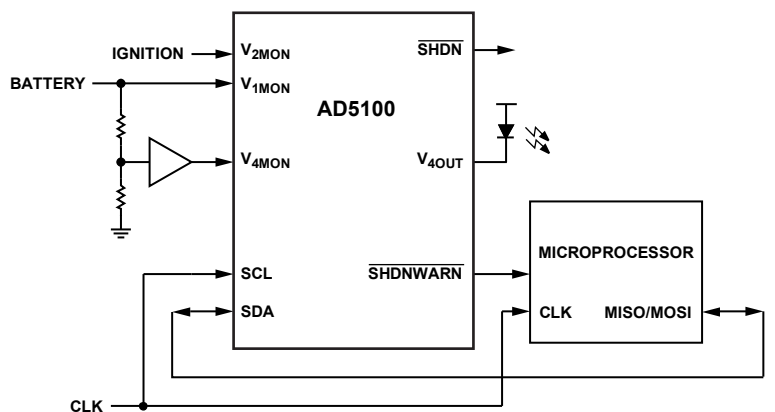 IGNITION
V2MON
SHDN
BATTERY
V1MON
AD5100
V4MON
V4OUT
MICROPROCESSOR
SCL
SHDNWARN
SDA
CLK
MISO/MOSI
CLK